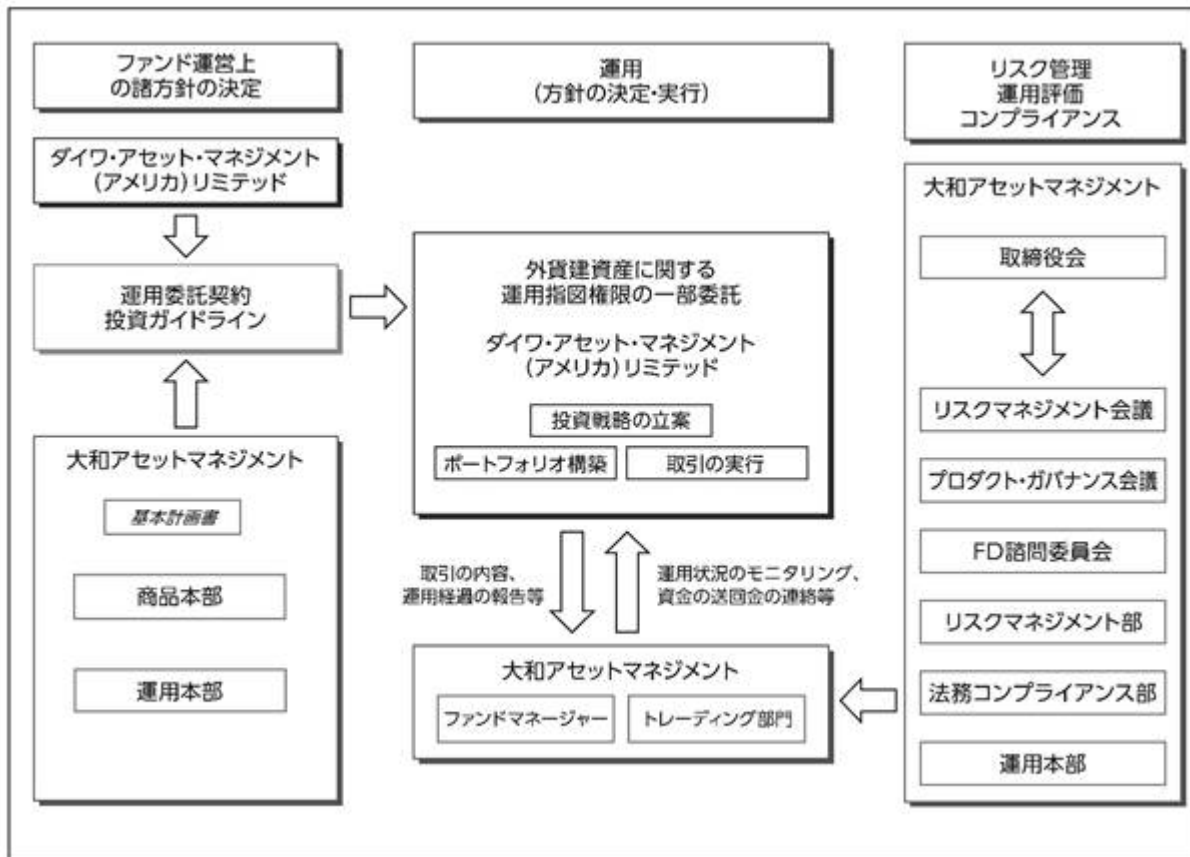 ファンド運営上
の諸方針の決定
ダイワ・アセット・マネジメント
(アメリカ)リミテッド
運用委託契約
投資ガイドライン
大和アセットマネジメント
基本計画書
商品本部
運用本部
運用
(方針の決定・実行)
外貨建資産に関する
運用指図権限の一部委託
ダイワ・アセット・マネジメント
(アメリカ)リミテッド
投資戦略の立案
ポートフォリオ構築
取引の実行
取引の内容、
運用経過の報告等
運用状況のモニタリング、
資金の送回金の連絡等
大和アセットマネジメント
ファンドマネージャー
トレーディング部門
リスク管理
運用評価
コンプライアンス
大和アセットマネジメント
取締役会
リスクマネジメント会議
プロダクト・ガバナンス会議
FD諮問委員会
リスクマネジメント部
法務コンプライアンス部
運用本部